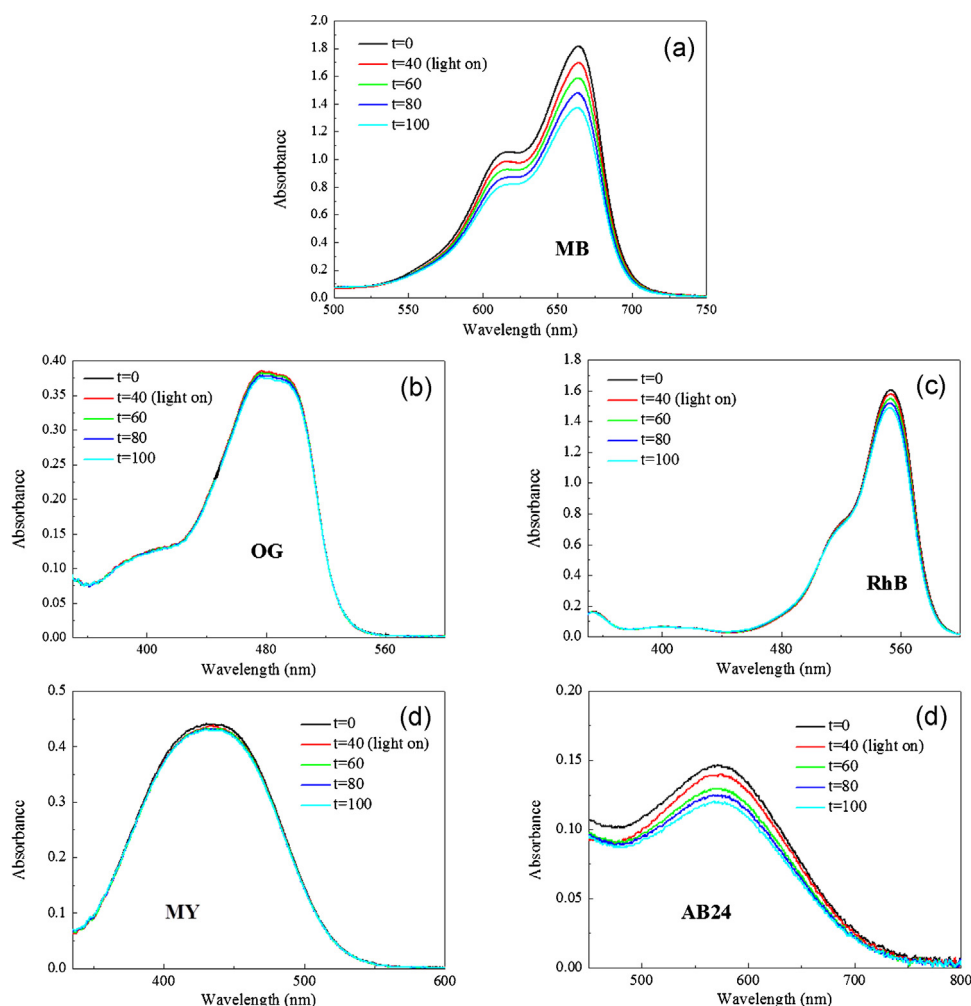 (a)
t=0
t=40 (light on)
t=60
t=80
t=100
MB
2.0
1.8
1.6
1.4
1.2
1.0
0.8
0.6
0.4
0.2
0.0
Absorbance
500 550 600 650 700 750
Wavelength (nm)
(b)
t=0
t=40 (light on)
t=60
t=80
t=100
OG
0.40
0.35
0.30
0.25
0.20
0.15
0.10
0.05
0.00
Absorbance
400 480 560
Wavelength (nm)
(c)
t=0
t=40 (light on)
t=60
t=80
t=100
RhB
1.8
1.6
1.4
1.2
1.0
0.8
0.6
0.4
0.2
0.0
Absorbance
400 480 560
Wavelength (nm)
(d)
t=0
t=40 (light on)
t=60
t=80
t=100
MY
0.5
0.4
0.3
0.2
0.1
0.0
Absorbance
400 450 500 550 600
Wavelength (nm)
(d)
t=0
t=40 (light on)
t=60
t=80
t=100
AB24
0.20
0.15
0.10
0.05
0.00
Absorbance
500 600 700 800
Wavelength (nm)